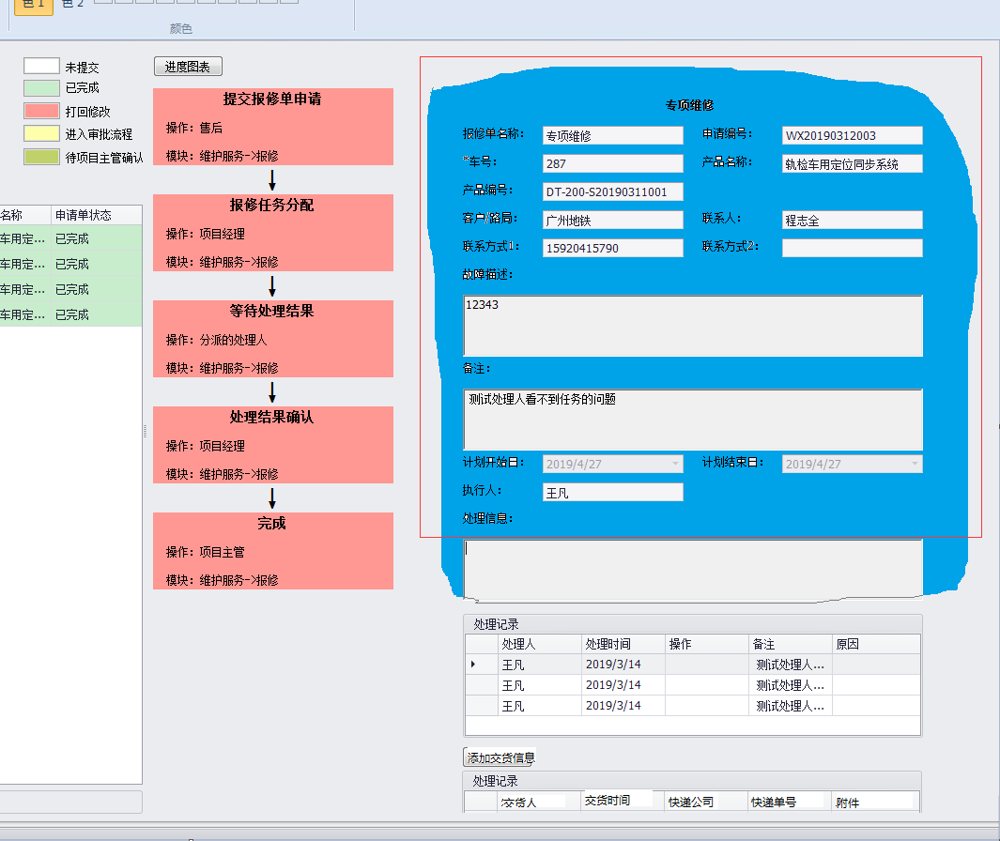 色 1 色 2
颜色
未提交
已完成
打回修改
进入审批流程
待项目主管确认
名称 申请单状态
车用定... 已完成
车用定... 已完成
车用定... 已完成
车用定... 已完成
进度图表
提交报修单申请
操作：售后
模块：维护服务->报修
报修任务分配
操作：项目经理
模块：维护服务->报修
等待处理结果
操作：分派的处理人
模块：维护服务->报修
处理结果确认
操作：项目经理
模块：维护服务->报修
完成
操作：项目主管
模块：维护服务->报修
专项维修
报修单名称： 专项维修 申请编号： WX20190312003
*车号： 287 产品名称： 轨检车用定位同步系统
产品编号： DT-200-S20190311001
客户/路局： 广州地铁 联系人： 程志全
联系方式1： 15920415790 联系方式2：
故障描述：
12343
备注：
测试处理人看不到任务的问题
计划开始日： 2019/4/27 计划结束日： 2019/4/27
执行人： 王凡
处理信息：
处理记录
处理人 处理时间 操作 备注 原因
王凡 2019/3/14 测试处理人...
王凡 2019/3/14 测试处理人...
王凡 2019/3/14 测试处理人...
添加交货信息
处理记录
交货人 交货时间 快递公司 快递单号 附件